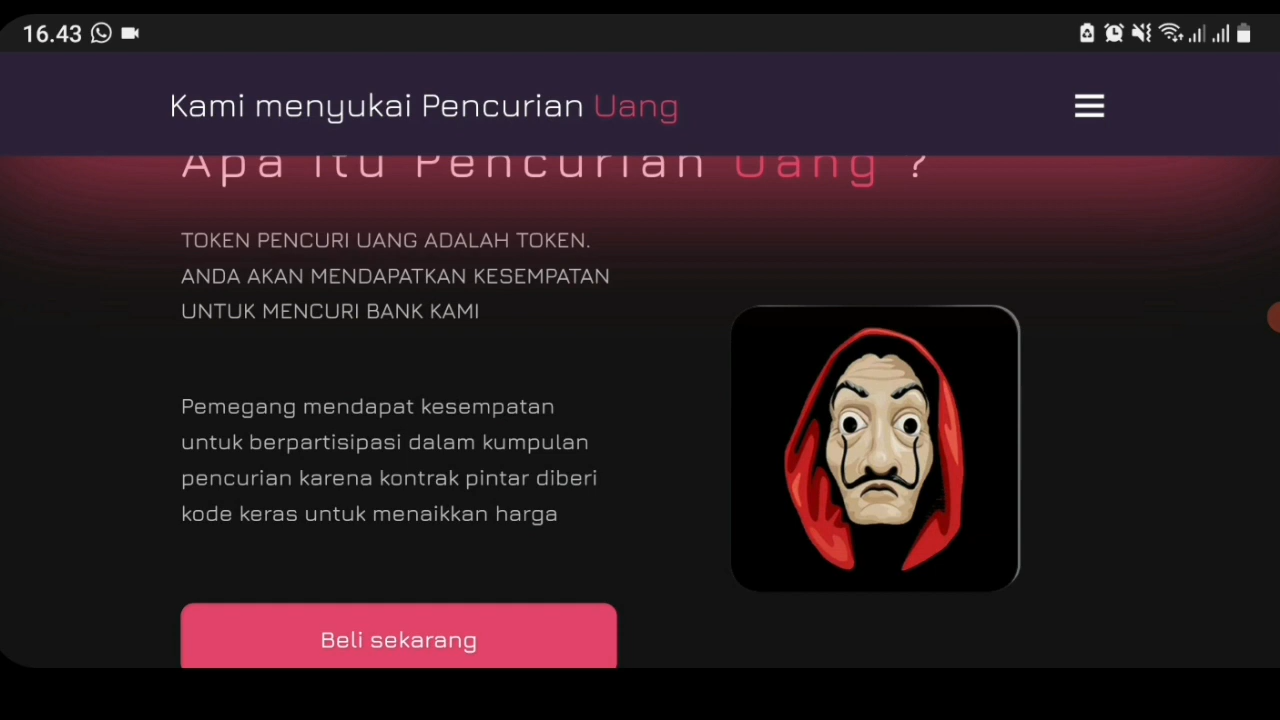 16.43
Kami menyukai Pencurian Uang
Apa Itu Pencurian Uang ?
TOKEN PENCURI UANG ADALAH TOKEN.
ANDA AKAN MENDAPATKAN KESEMPATAN
UNTUK MENCURI BANK KAMI
Pemegang mendapat kesempatan
untuk berpartisipasi dalam kumpulan
pencurian karena kontrak pintar diberi
kode keras untuk menaikkan harga
Beli sekarang